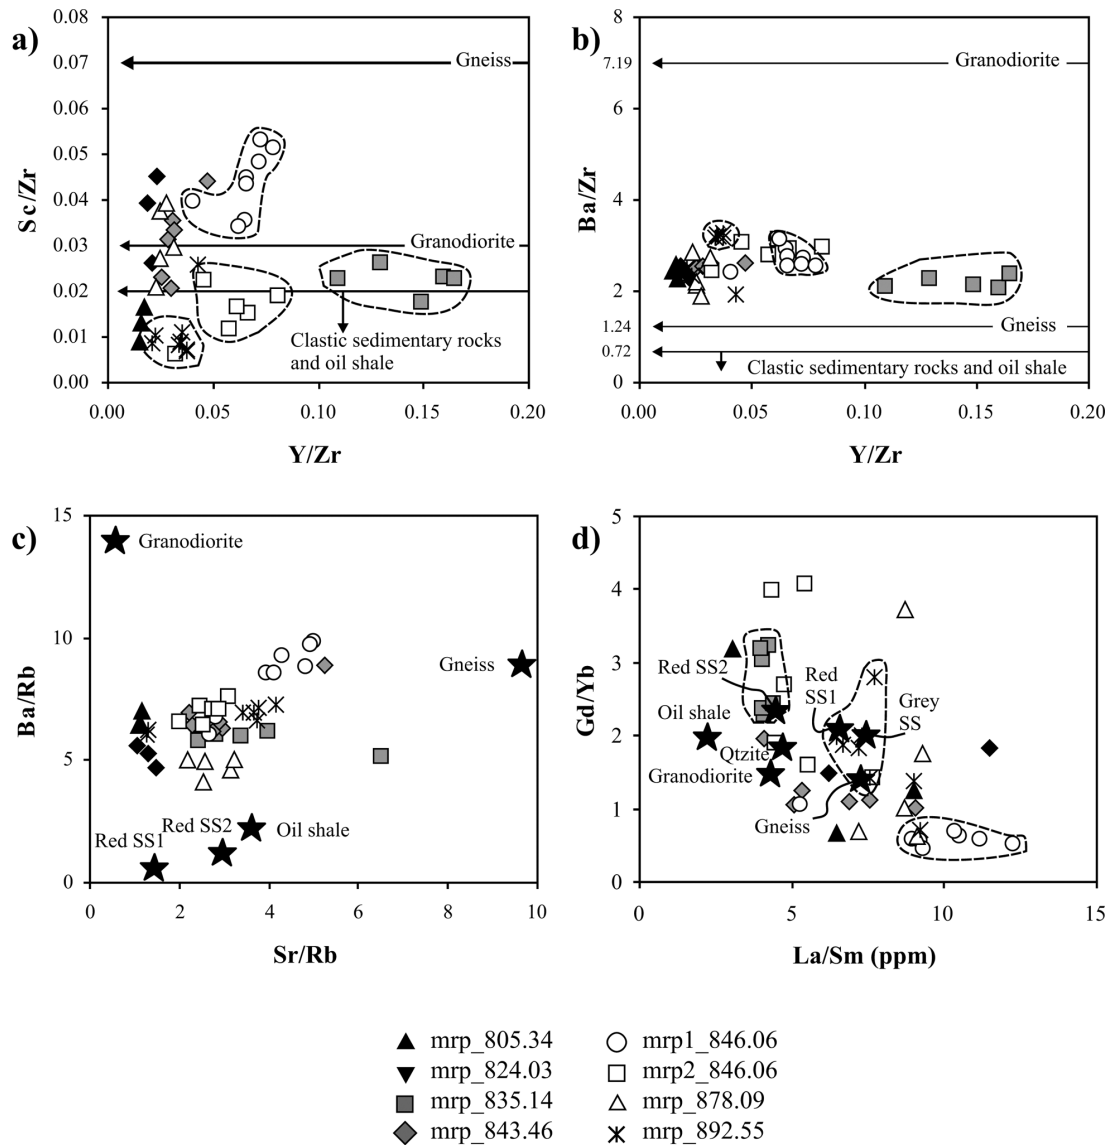 a)
0.08
0.07
0.06
0.05
0.04
0.03
0.02
0.01
0.00
Sc/Zr
Gneiss
Granodiorite
Clastic sedimentary rocks
and oil shale
0.00
0.05
0.10
0.15
0.20
Y/Zr
b)
8
7.19
6
4
2
1.24
0.72
0
Ba/Zr
Granodiorite
Gneiss
Clastic sedimentary rocks and oil shale
0.00
0.05
0.10
0.15
0.20
Y/Zr
c)
15
10
5
0
Ba/Rb
Granodiorite
Gneiss
Red SS2
Oil shale
Red SS1
0
2
4
6
8
10
Sr/Rb
d)
5
4
3
2
1
0
Gd/Yb
Red SS2
Red
SS1
Grey
SS
Oil shale
Qtzite
Granodiorite
Gneiss
0
5
10
15
La/Sm (ppm)
mrp_805.34
mrp_824.03
mrp_835.14
mrp_843.46
mrp1_846.06
mrp2_846.06
mrp_878.09
mrp_892.55